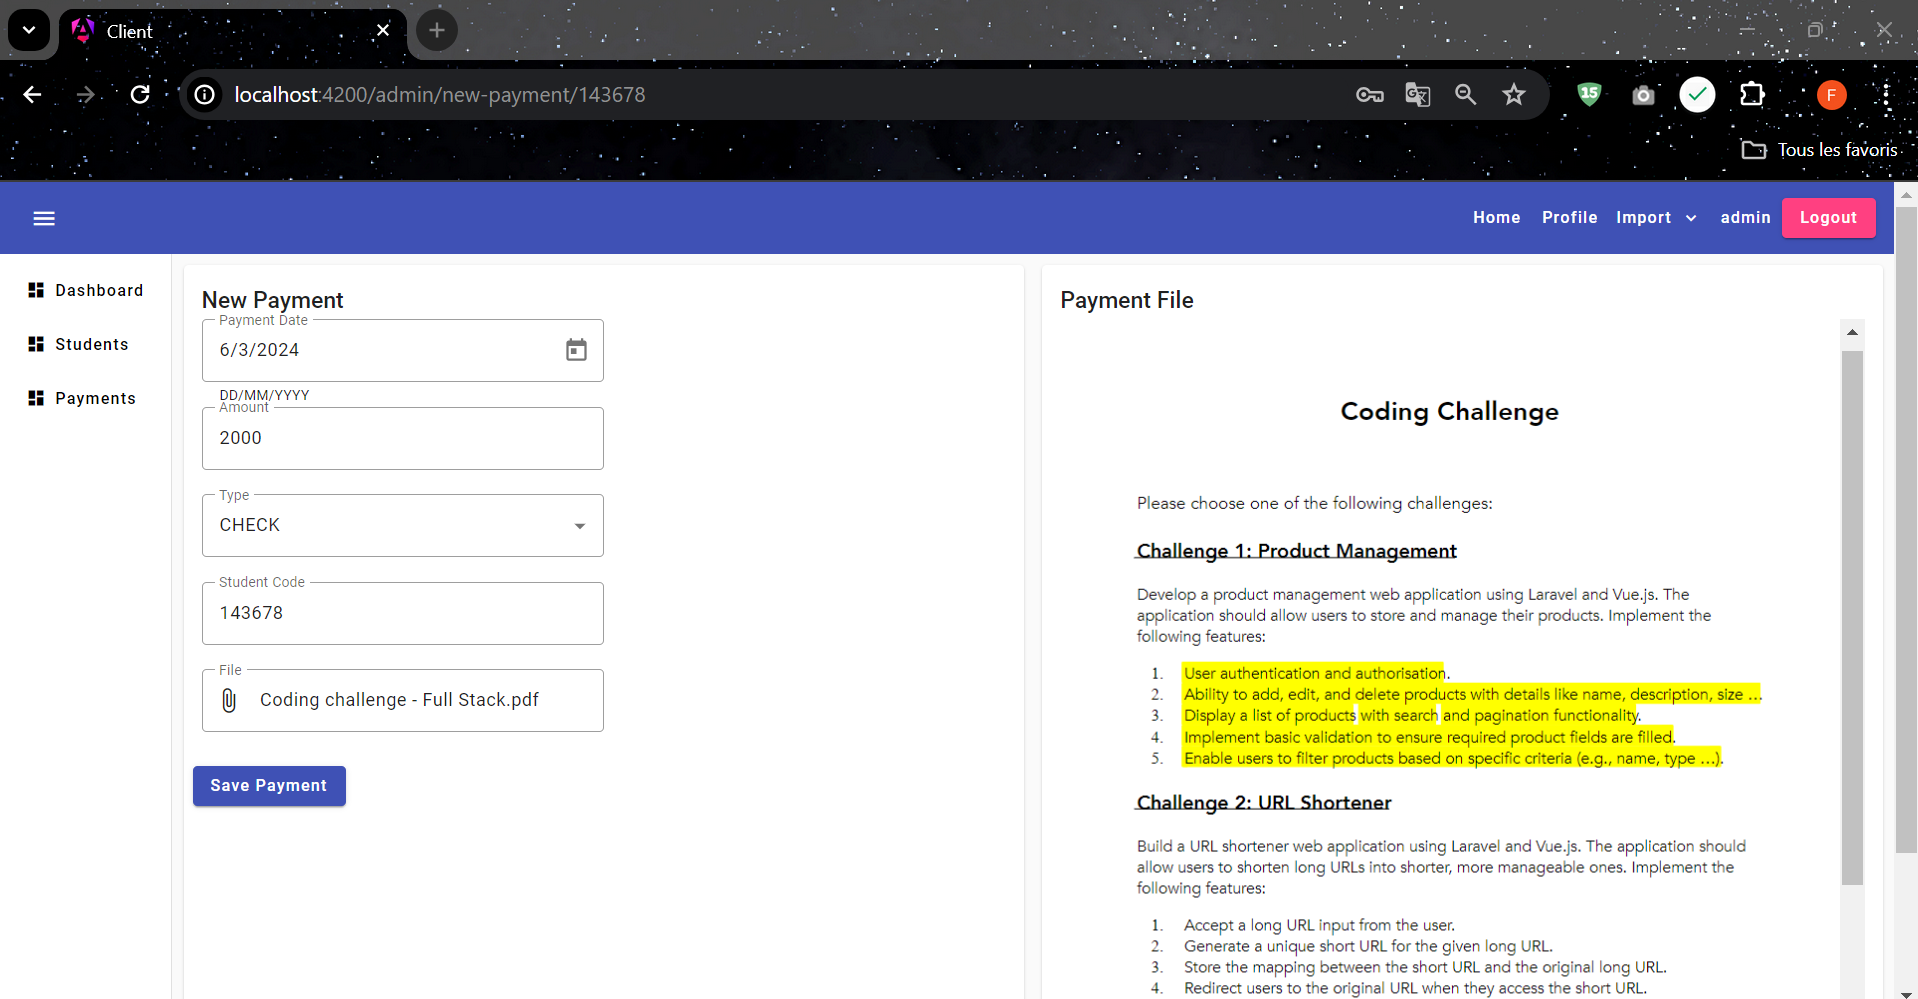 Client
localhost:4200/admin/new-payment/143678
15
F
Tous les favoris
Home Profile Import admin Logout
Dashboard
Students
Payments
New Payment
Payment Date
6/3/2024
DD/MM/YYYY
Amount
2000
Type
CHECK
Student Code
143678
File
Coding challenge - Full Stack.pdf
Save Payment
Payment File
Coding Challenge
Please choose one of the following challenges:
Challenge 1: Product Management
Develop a product management web application using Laravel and Vue.js. The
application should allow users to store and manage their products. Implement the
following features:
1. User authentication and authorisation.
2. Ability to add, edit, and delete products with details like name, description, size ...
3. Display a list of products with search and pagination functionality.
4. Implement basic validation to ensure required product fields are filled.
5. Enable users to filter products based on specific criteria (e.g., name, type ...).
Challenge 2: URL Shortener
Build a URL shortener web application using Laravel and Vue.js. The application should
allow users to shorten long URLs into shorter, more manageable ones. Implement the
following features:
1. Accept a long URL input from the user.
2. Generate a unique short URL for the given long URL.
3. Store the mapping between the short URL and the original long URL.
4. Redirect users to the original URL when they access the short URL.